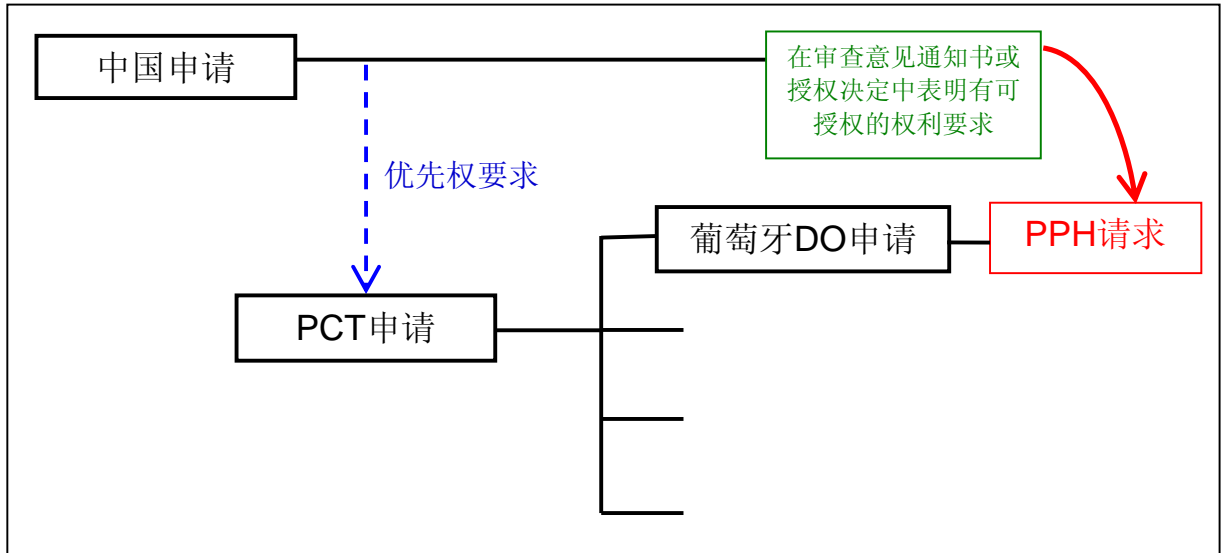 中国申请
在审查意见通知书或
授权决定中表明有可
授权的权利要求
优先权要求
葡萄牙DO申请
PPH请求
PCT申请